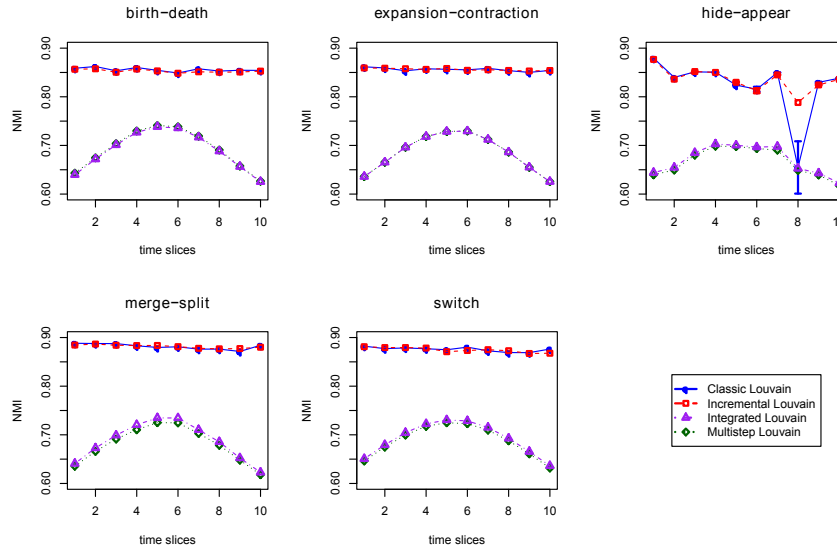 birth−death
expansion−contraction
hide−appear
NMI
0.60 0.70 0.80 0.90
2 4 6 8 10
time slices
NMI
0.60 0.70 0.80 0.90
2 4 6 8 10
time slices
NMI
0.60 0.70 0.80 0.90
2 4 6 8 1
time slices
merge−split
switch
NMI
0.60 0.70 0.80 0.90
2 4 6 8 10
time slices
NMI
0.60 0.70 0.80 0.90
2 4 6 8 10
time slices
Classic Louvain
Incremental Louvain
Integrated Louvain
Multistep Louvain